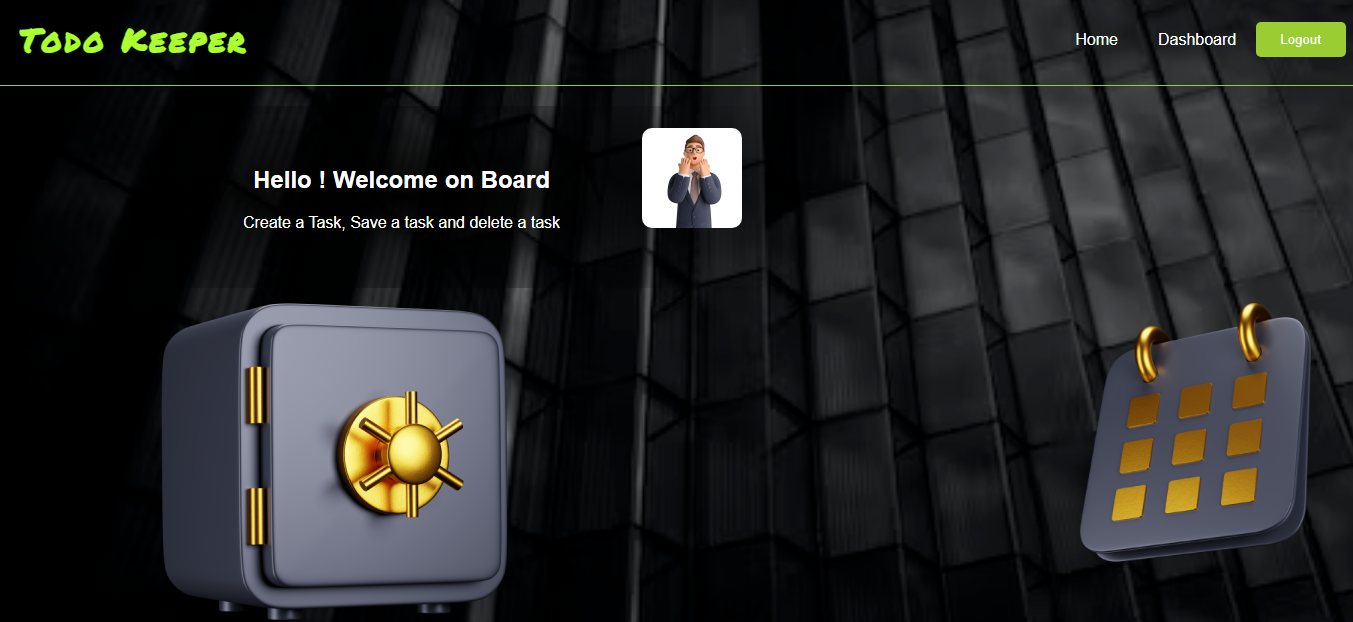 Todo Keeper
Home
Dashboard
Logout
Hello ! Welcome on Board
Create a Task, Save a task and delete a task